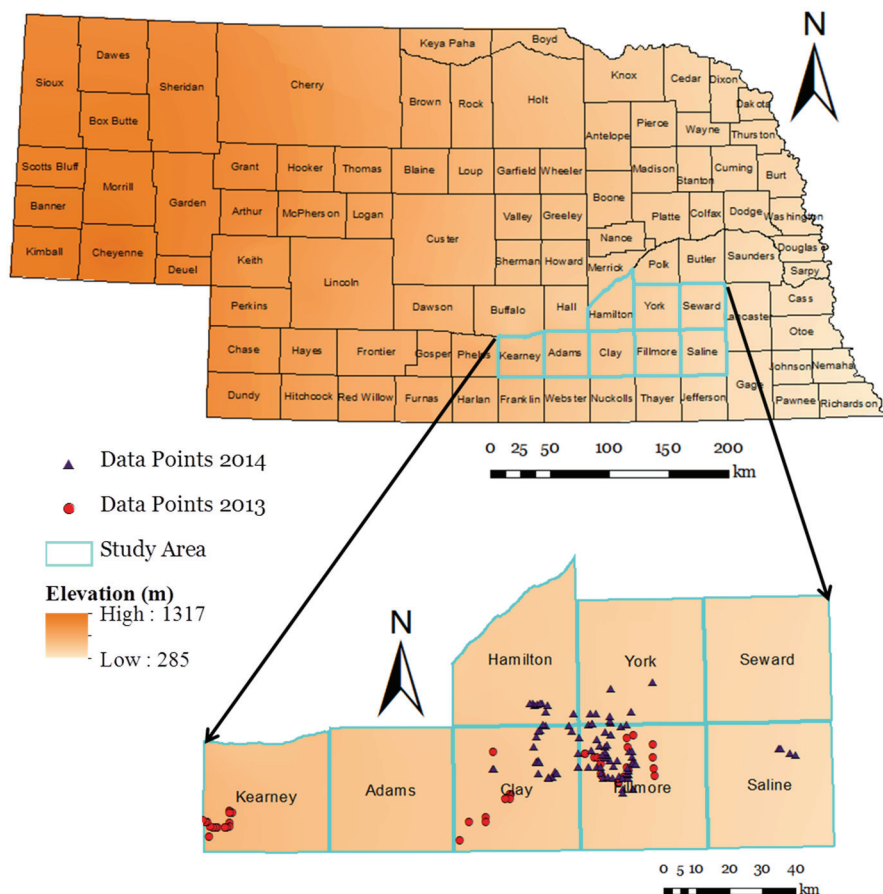 N
Keya Paha Boyd
Dawes
Sioux Sheridan Cherry Knox Cedar Dixon
Brown Rock Holt Dakota
Box Butte Pierce Wayne Thurston
Antelope
Scotts Bluff Grant Hooker Thomas Blaine Loup Garfield Wheeler Madison Stanton Cuming Burt
Morrill
Banner Garden Arthur McPherson Logan Valley Greeley Boone Platte Colfax Dodge Washington
Custer Nance
Kimball Cheyenne Deuel Keith Lincoln Sherman Howard Merrick Polk Butler Saunders Douglas Sarpy
Perkins Dawson Buffalo Hall Hamilton York Seward Lancaster Cass
Otoe
Chase Hayes Frontier Gosper Phelps Kearney Adams Clay Fillmore Saline Johnson Nemaha
Gage
Dundy Hitchcock Red Willow Furnas Harlan Franklin Webster Nuckolls Thayer Jefferson Pawnee Richardson
0 25 50 100 150 200
km
Data Points 2014
Data Points 2013
Study Area
Elevation (m)
High : 1317
Low : 285
N
Hamilton York Seward
Kearney Adams Clay Fillmore Saline
0 5 10 20 30 40
km